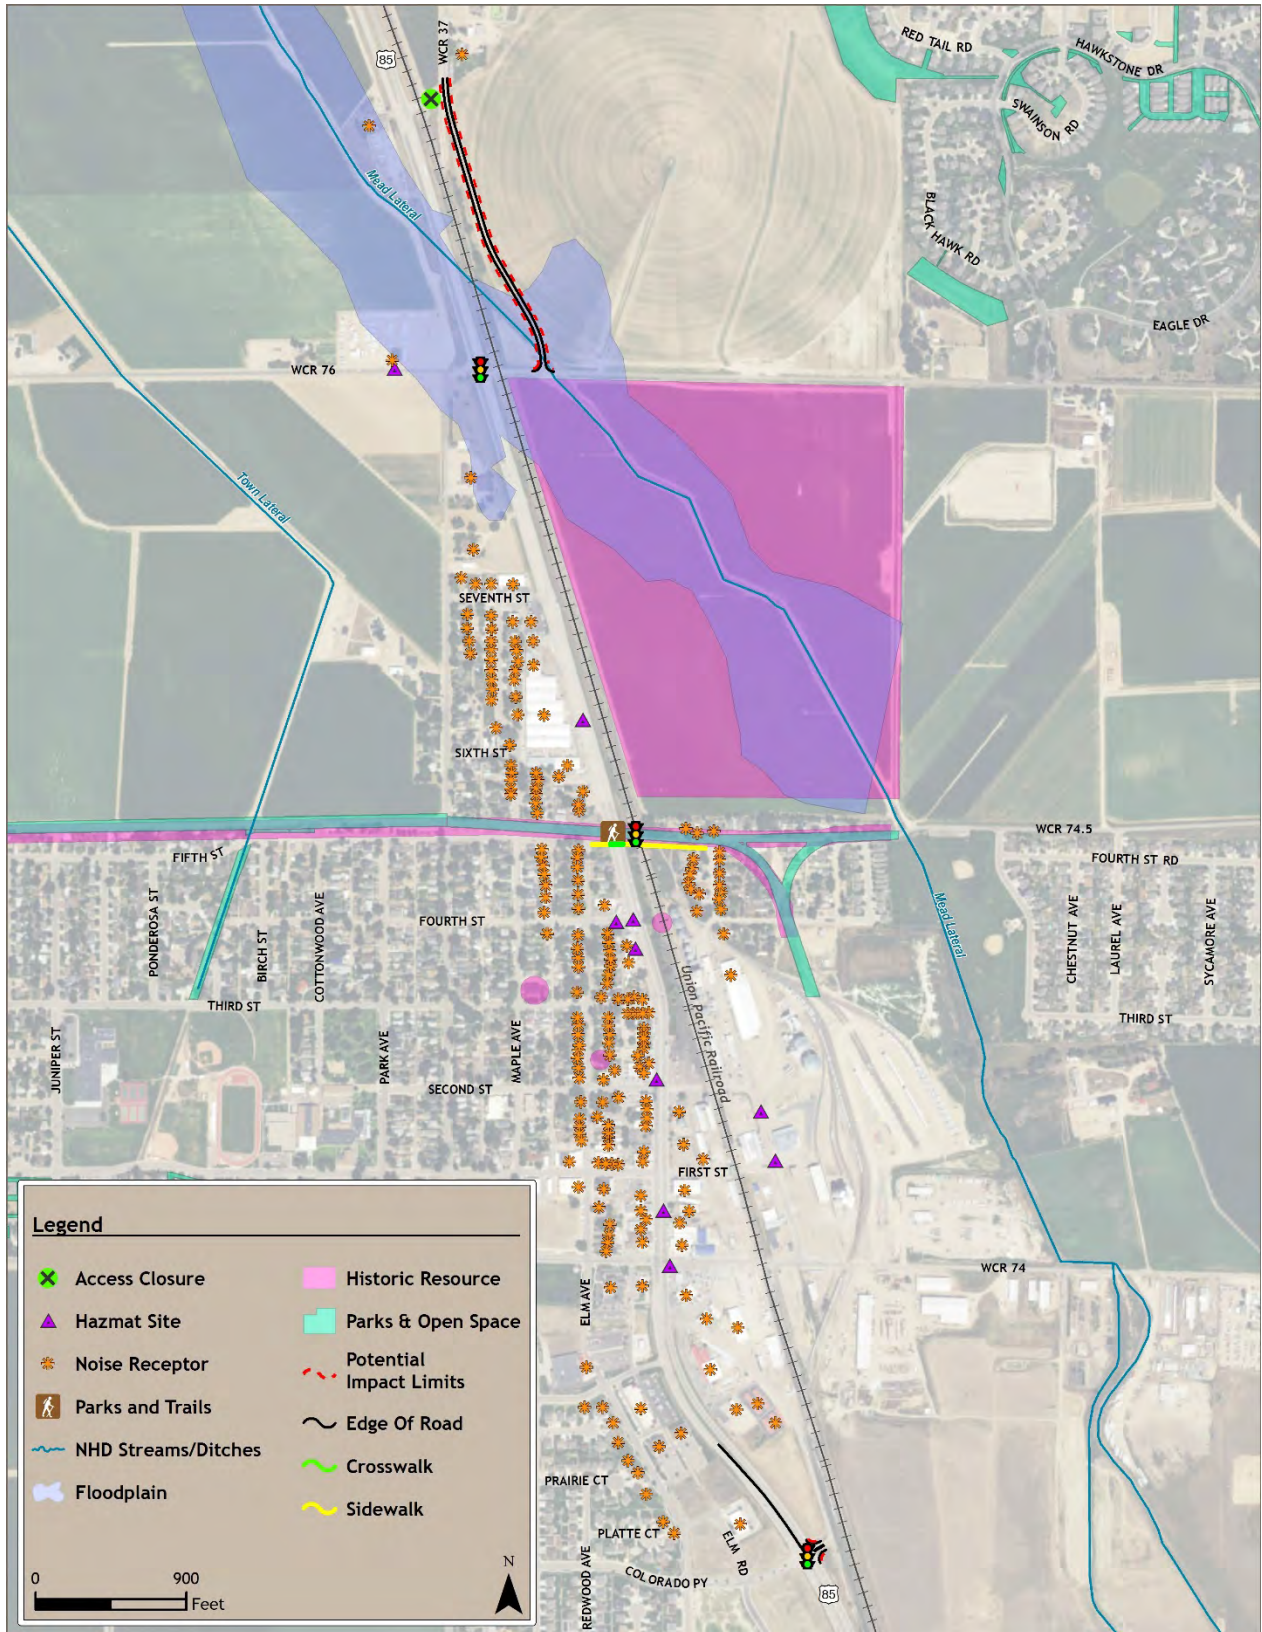 WCR 37
85
RED TAIL RD
HAWKSTONE DR
SWAINSON RD
BLACK HAWK RD
EAGLE DR
Mead Lateral
WCR 76
Town Lateral
SEVENTH ST
SIXTH ST
WCR 74.5
FIFTH ST
FOURTH ST RD
PONDEROSA ST
BIRCH ST
COTTONWOOD AVE
FOURTH ST
CHESTNUT AVE
LAUREL AVE
SYCAMORE AVE
Mead Lateral
Union Pacific Railroad
THIRD ST
THIRD ST
JUNIPER ST
PARK AVE
MAPLE AVE
SECOND ST
FIRST ST
WCR 74
ELM AVE
PRAIRIE CT
PLATTE CT
ELM RD
COLORADO PY
REDWOOD AVE
85
Legend
Access Closure
Hazmat Site
Noise Receptor
Parks and Trails
NHD Streams/Ditches
Floodplain
Historic Resource
Parks & Open Space
Potential
Impact Limits
Edge Of Road
Crosswalk
Sidewalk
0 900
Feet
N